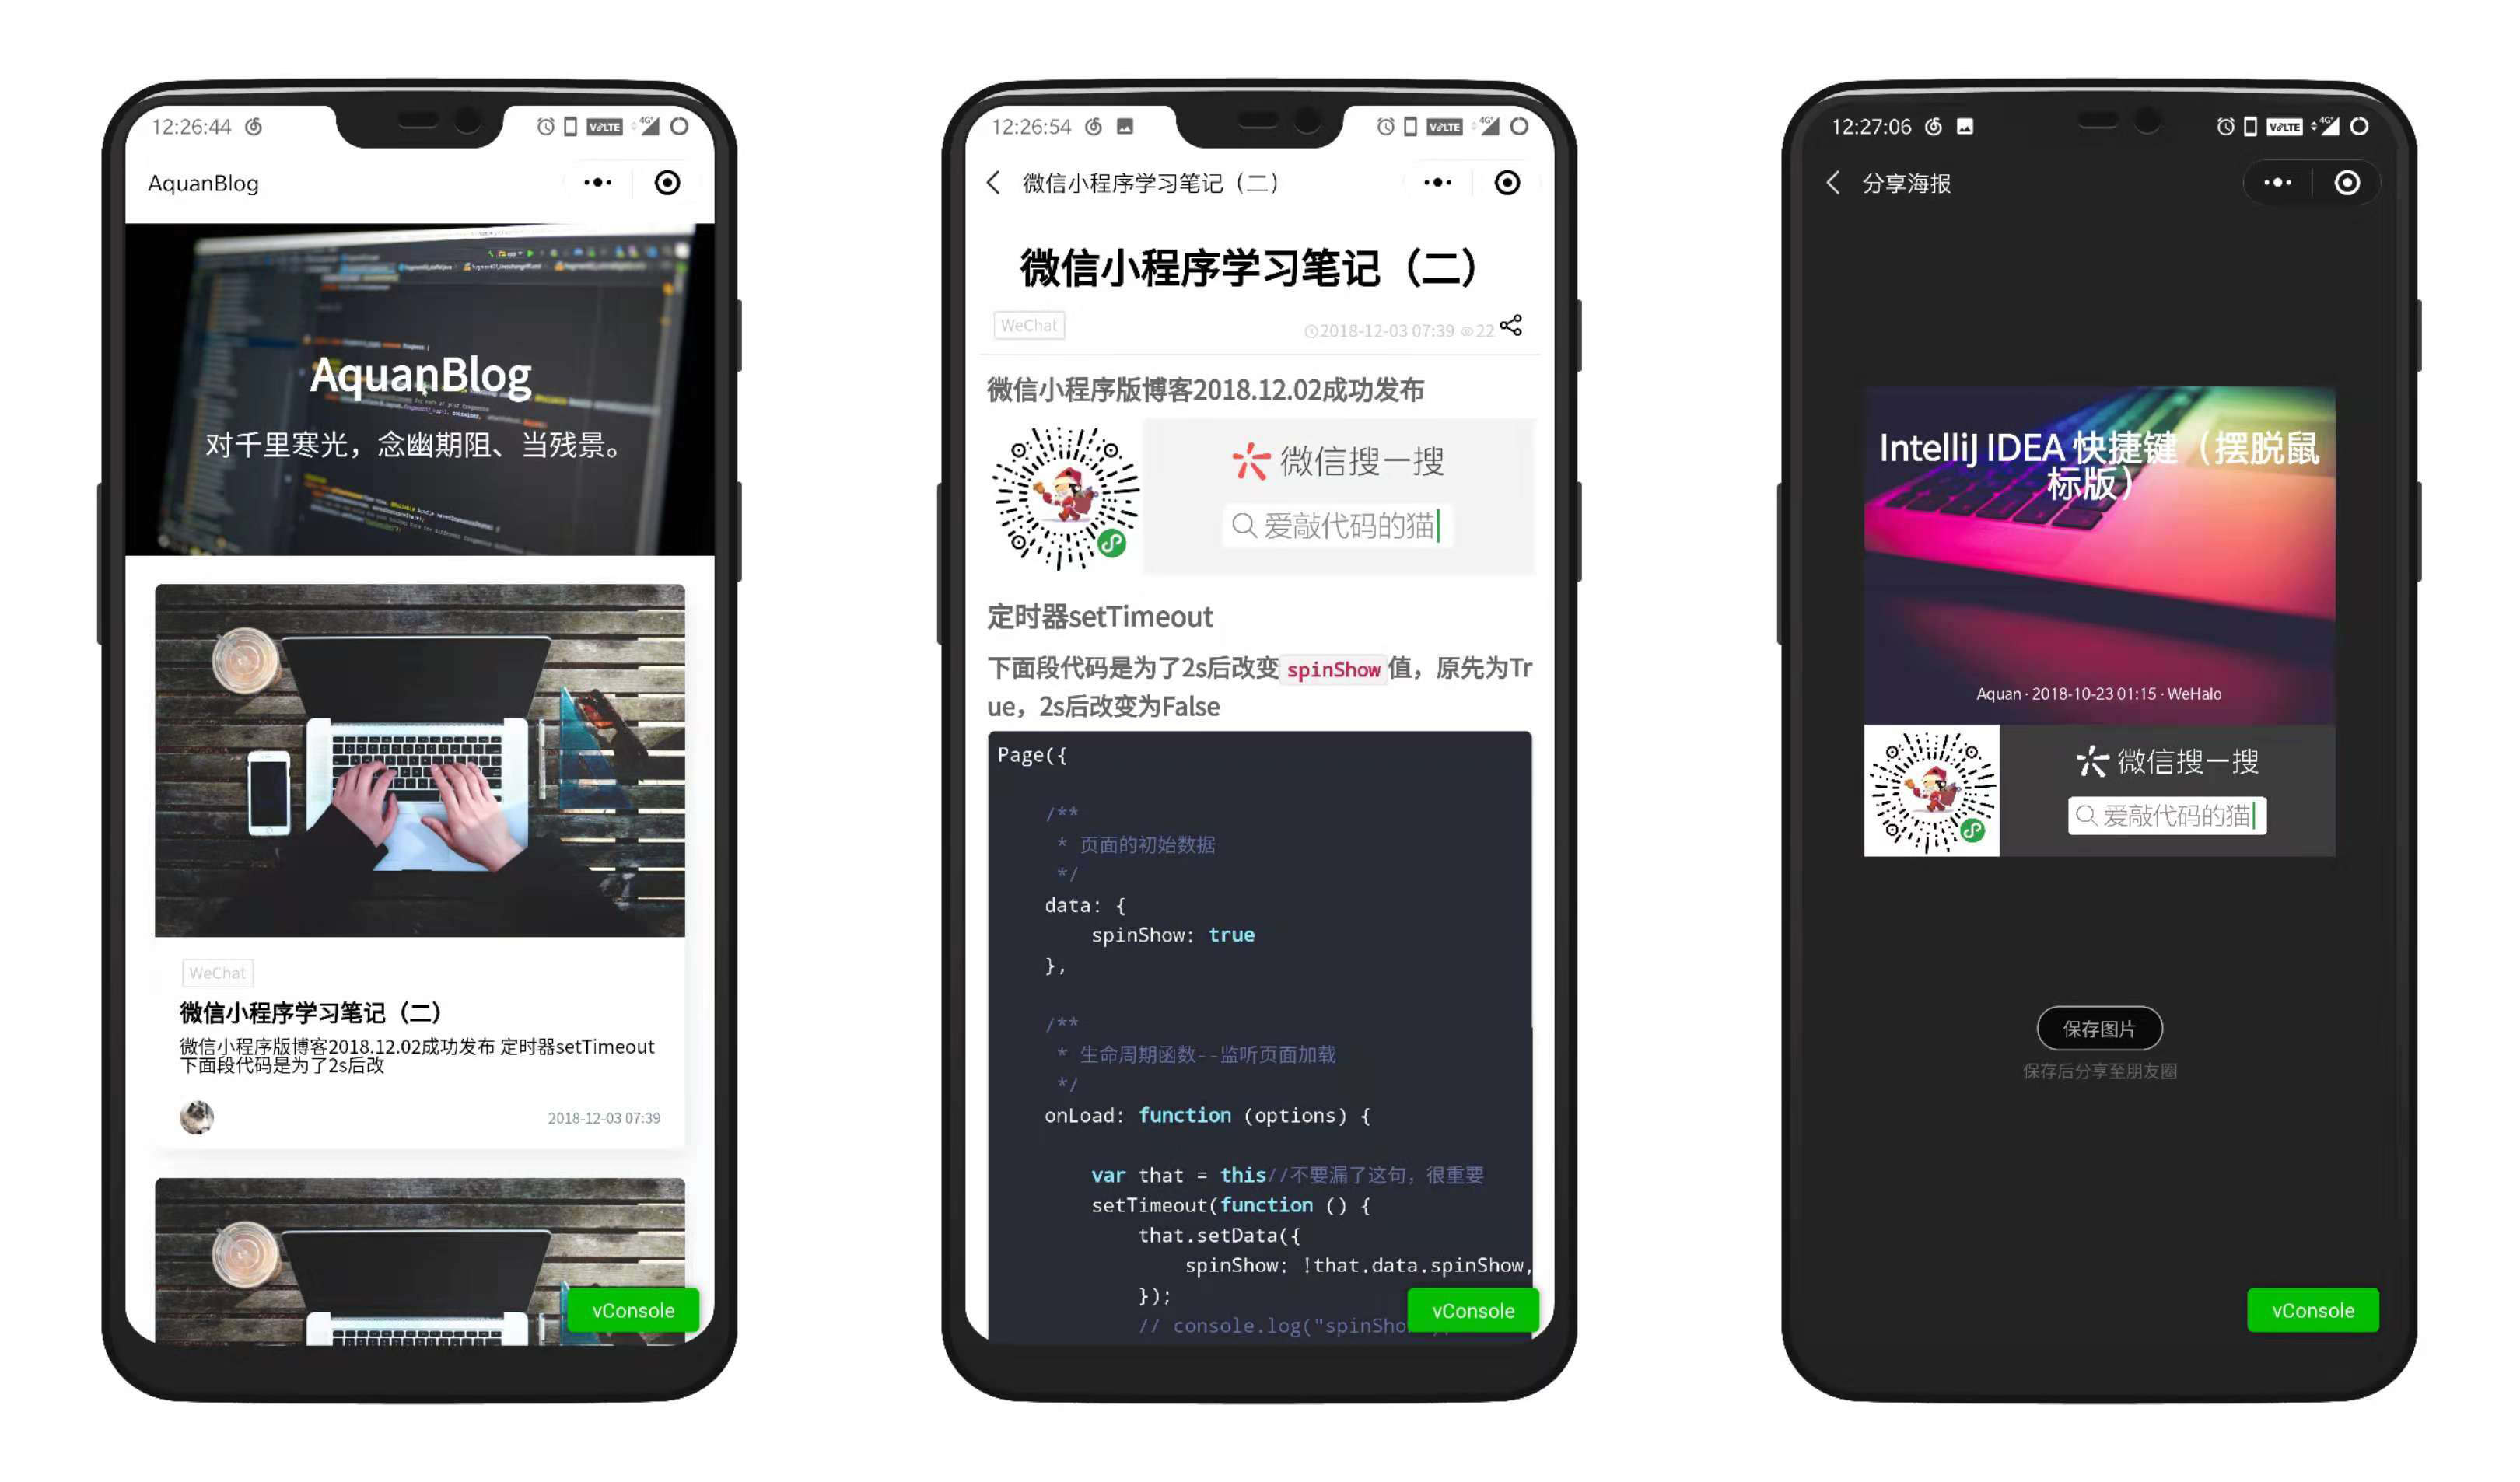 12:26:44
VoLTE
4G+
AquanBlog
AquanBlog
对千里寒光，念幽期阻、当残景。
WeChat
微信小程序学习笔记（二）
微信小程序版博客2018.12.02成功发布 定时器setTimeout
下面段代码是为了2s后改
2018-12-03 07:39
vConsole
12:26:54
VoLTE
4G+
微信小程序学习笔记（二）
微信小程序学习笔记（二）
WeChat
2018-12-03 07:39
22
微信小程序版博客2018.12.02成功发布
微信搜一搜
爱敲代码的猫
定时器setTimeout
下面段代码是为了2s后改变 spinShow 值，原先为Tr
ue，2s后改变为False
Page({
/**
* 页面的初始数据
*/
data: {
spinShow: true
},
/**
* 生命周期函数--监听页面加载
*/
onLoad: function (options) {
var that = this//不要漏了这句，很重要
setTimeout(function () {
that.setData({
spinShow: !that.data.spinShow,
});
// console.log("spinSho
vConsole
12:27:06
VoLTE
4G+
分享海报
IntelliJ IDEA 快捷键（摆脱鼠
标版）
Aquan · 2018-10-23 01:15 · WeHalo
微信搜一搜
爱敲代码的猫
保存图片
保存后分享至朋友圈
vConsole